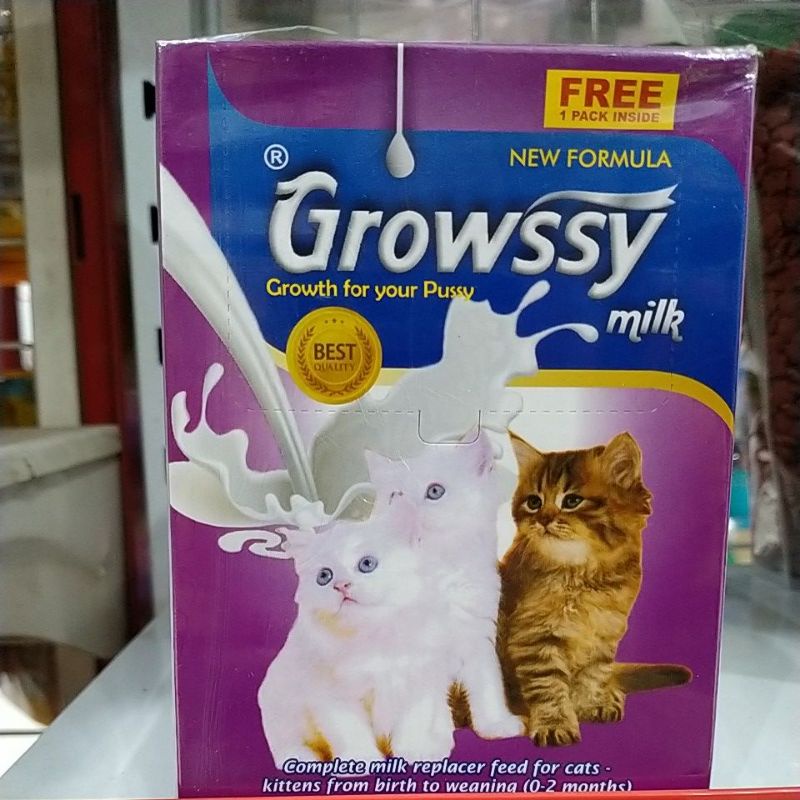 FREE
1 PACK INSIDE
®
NEW FORMULA
Growssy
Growth for your Pussy
milk
BEST
QUALITY
Complete milk replacer feed for cats -
kittens from birth to weaning (0-2 months)